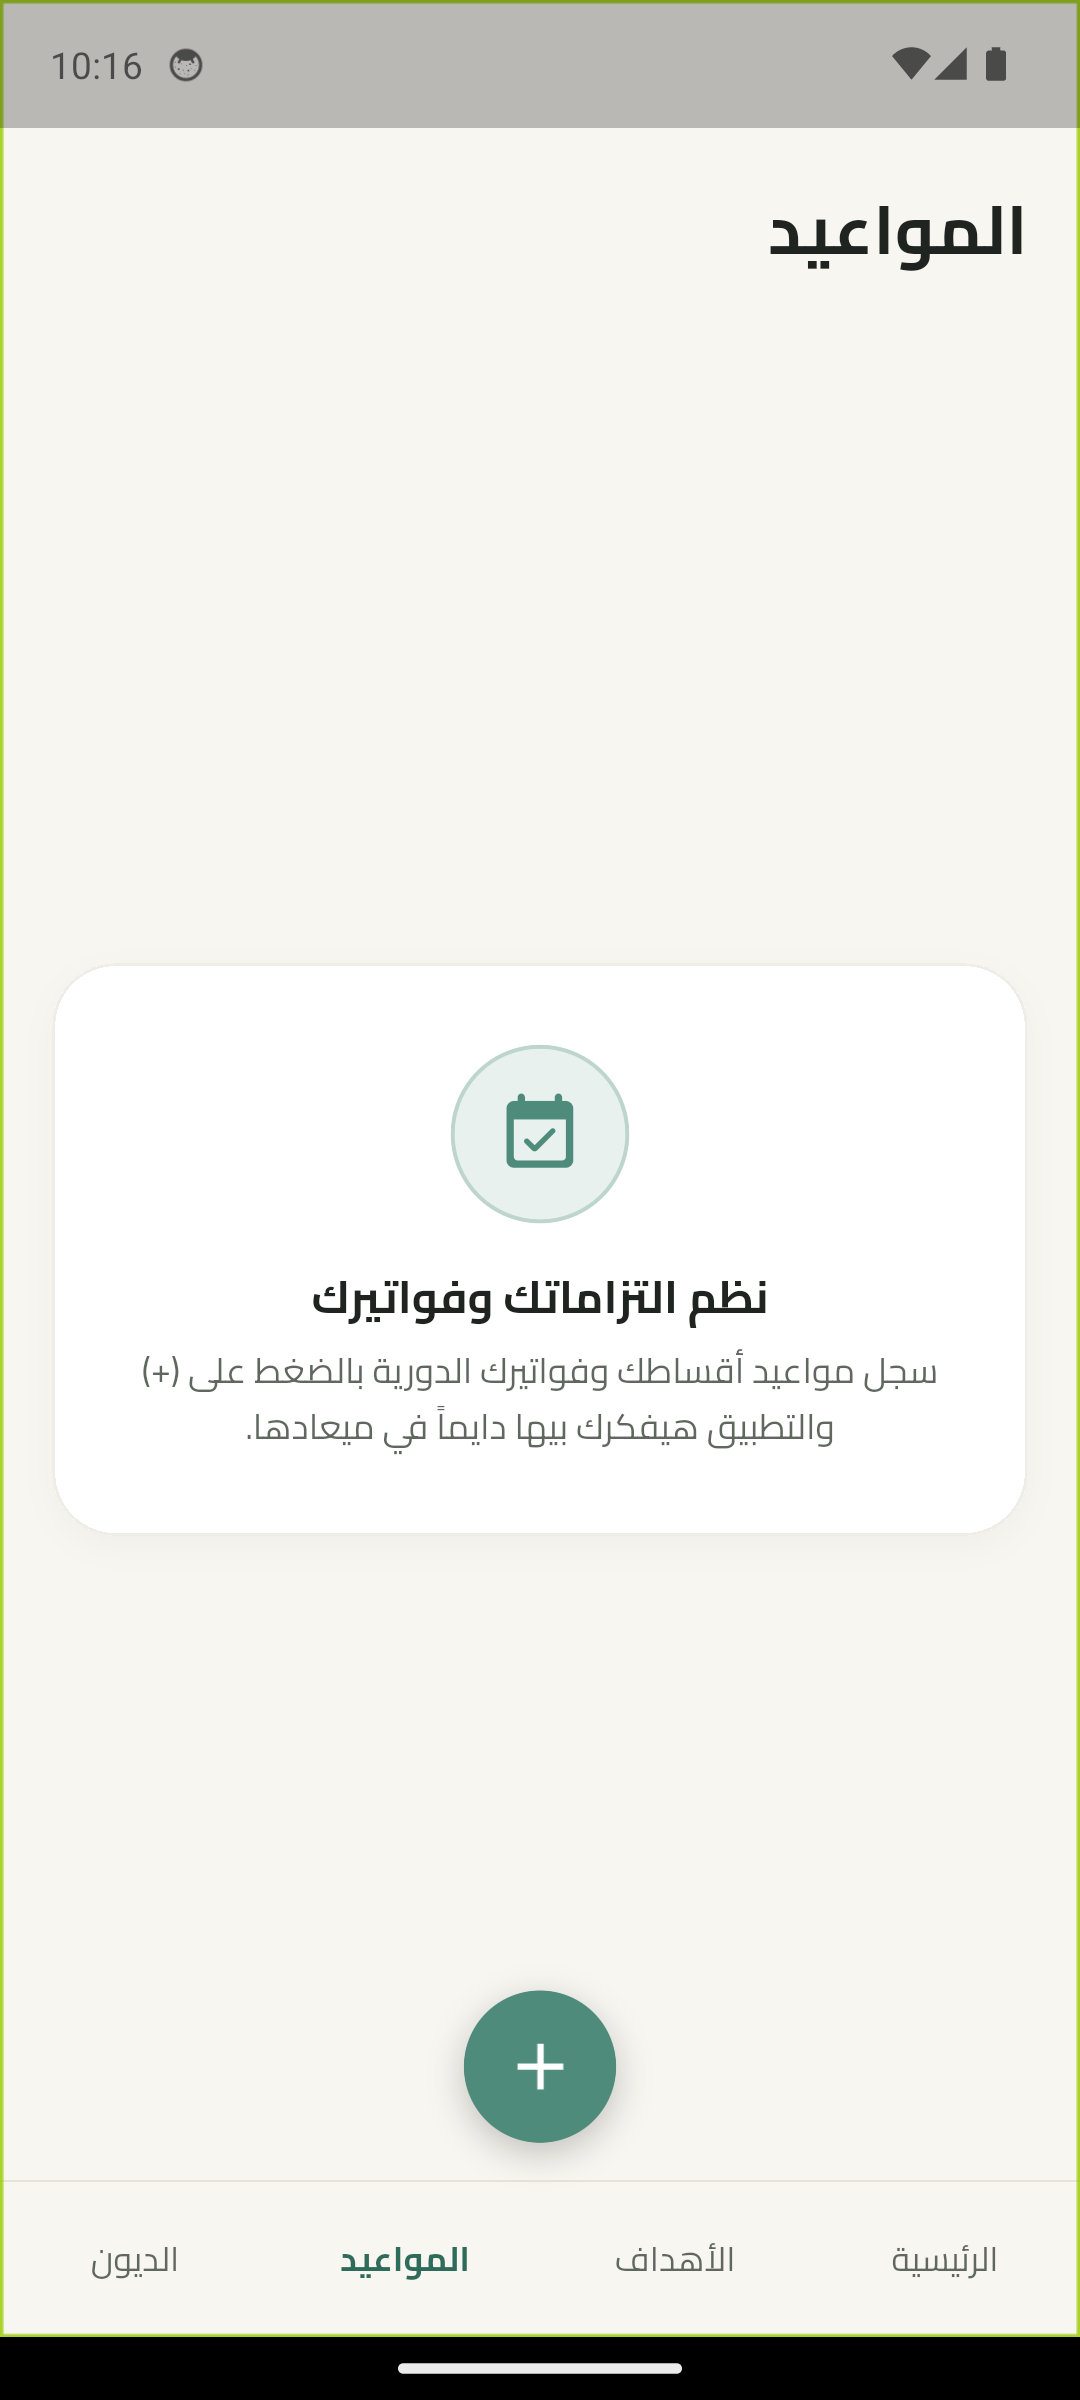 10:16
المواعيد
نظم التزاماتك وفواتيرك
سجل مواعيد أقساطك وفواتيرك الدورية بالضغط على (+)
والتطبيق هيفكرك بيها دايماً في ميعادها.
الرئيسية
الأهداف
المواعيد
الديون